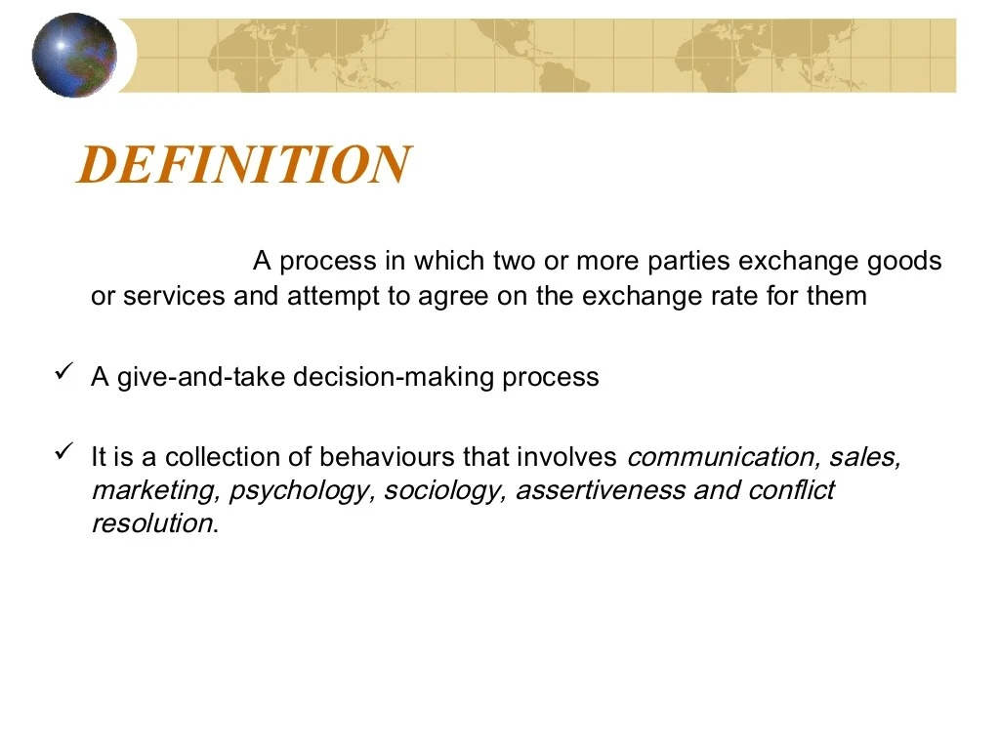 DEFINITION
A process in which two or more parties exchange goods
or services and attempt to agree on the exchange rate for them
✓ A give-and-take decision-making process
✓ It is a collection of behaviours that involves communication, sales,
marketing, psychology, sociology, assertiveness and conflict
resolution.